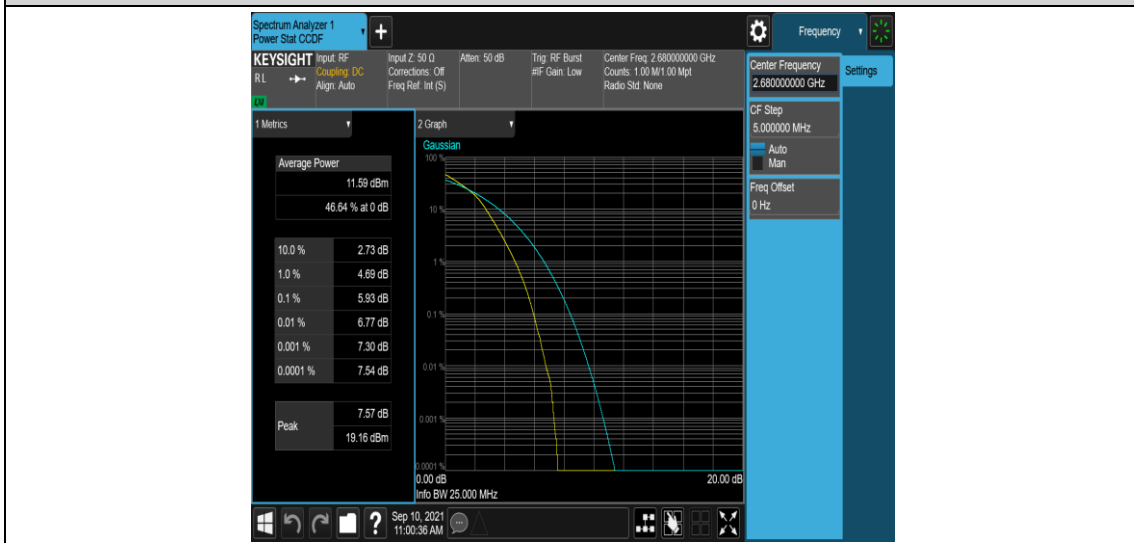 Spectrum Analyzer 1
Power Stat CCDF
+
Frequency
KEYSIGHT
RL
LXI
Input: RF
Coupling: DC
Align: Auto
Input Z: 50 Ω
Corrections: Off
Freq Ref: Int (S)
Atten: 50 dB
Trig: RF Burst
#IF Gain: Low
Center Freq: 2.680000000 GHz
Counts: 1.00 M/1.00 Mpt
Radio Std: None
Center Frequency
2.680000000 GHz
Settings
CF Step
5.000000 MHz
Auto
Man
Freq Offset
0 Hz
1 Metrics
Average Power
11.59 dBm
46.64 % at 0 dB
10.0 % 2.73 dB
1.0 % 4.69 dB
0.1 % 5.93 dB
0.01 % 6.77 dB
0.001 % 7.30 dB
0.0001 % 7.54 dB
Peak
7.57 dB
19.16 dBm
2 Graph
Gaussian
100 %
10 %
1 %
0.1 %
0.01 %
0.001 %
0.0001 %
0.00 dB 20.00 dB
Info BW 25.000 MHz
?
Sep 10, 2021
11:00:36 AM